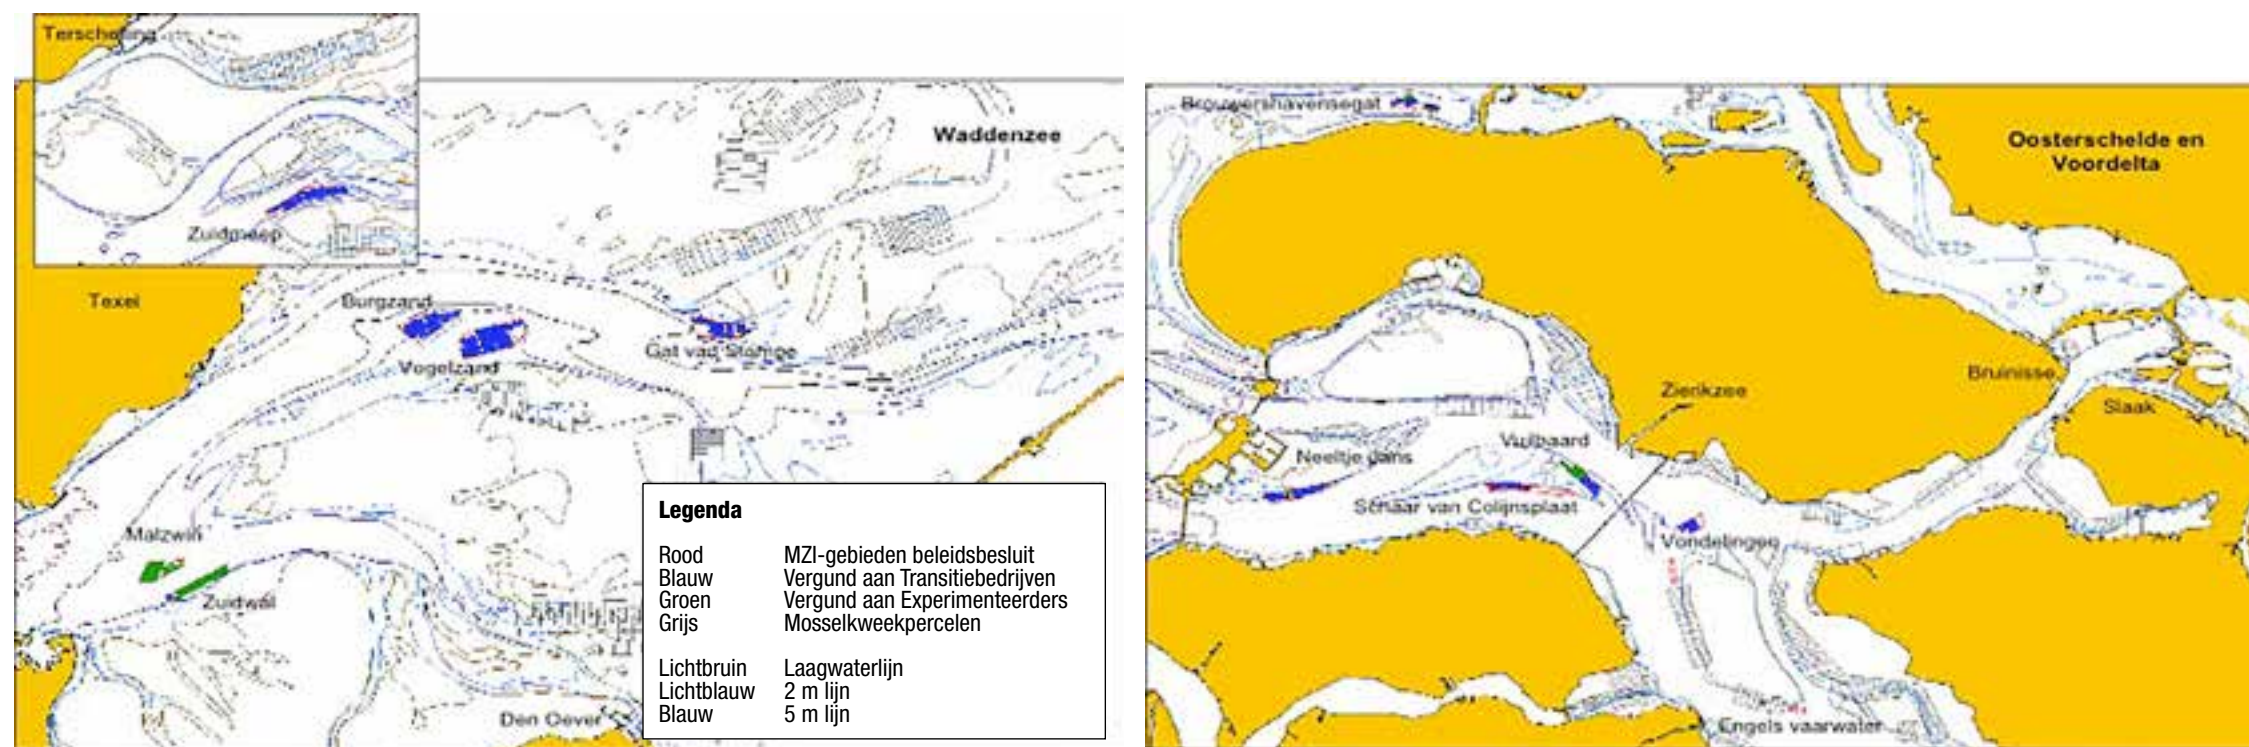 Terschelling
Zuidmeep
Waddenzee
Texel
Burgzand
Vogelzand
Gat van Stompe
Malzwin
Zuidwal
Den Oever
Legenda
Rood MZI-gebieden beleidsbesluit
Blauw Vergund aan Transitiebedrijven
Groen Vergund aan Experimenteerders
Grijs Mosselkweekpercelen
Lichtbruin Laagwaterlijn
Lichtblauw 2 m lijn
Blauw 5 m lijn
Brouwershavensegat
Oosterschelde en
Voordelta
Bruinisse
Zierikzee
Slaak
Vuilbaard
Neeltje Jans
Schaar van Colijnsplaat
Vondelingen
Engels vaarwater